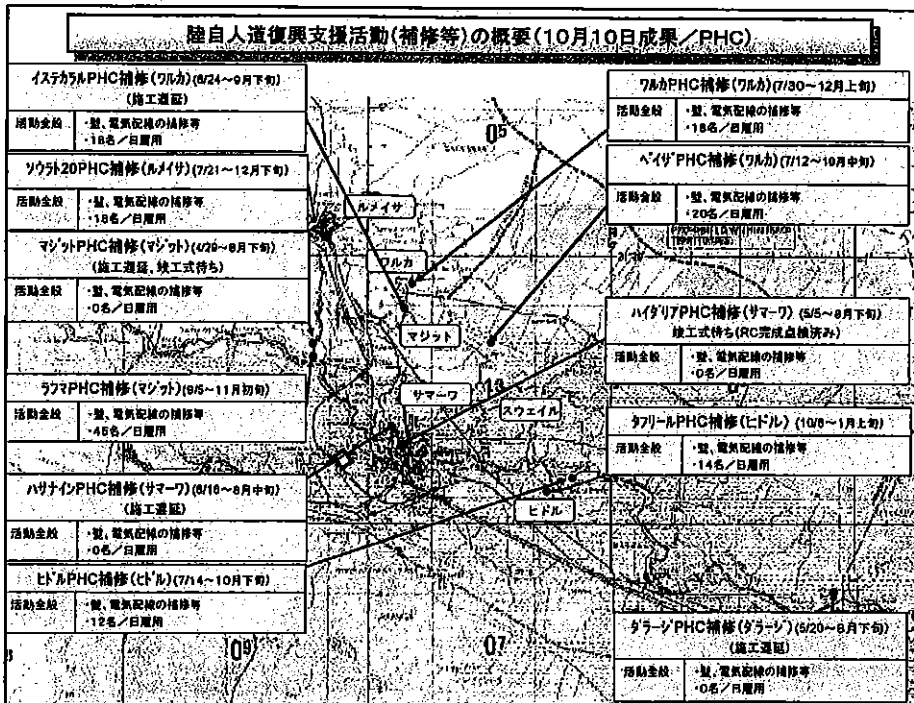 陸自人道復興支援活動(補修等)の概要(10月10日成果/PHC)
イステカラルPHC補修(ワルカ)(6/24~9月下旬)
(施工遅延)
活動全般
・壁、電気配線の補修等
・18名/日雇用
ソウラト20PHC補修(ルメイサ)(7/21~12月下旬)
活動全般
・壁、電気配線の補修等
・18名/日雇用
マジットPHC補修(マジット)(4/29~8月下旬)
(施工遅延、竣工式待ち)
活動全般
・壁、電気配線の補修等
・0名/日雇用
ラフマPHC補修(マジット)(9/5~11月初旬)
活動全般
・壁、電気配線の補修等
・45名/日雇用
ハサナインPHC補修(サマーワ)(6/16~8月中旬)
(施工遅延)
活動全般
・壁、電気配線の補修等
・0名/日雇用
ヒドルPHC補修(ヒドル)(7/14~10月下旬)
活動全般
・壁、電気配線の補修等
・12名/日雇用
ルメイサ
ワルカ
マジット
サマーワ
スウェイル
ヒドル
05
13
09
07
ワルカPHC補修(ワルカ)(7/30~12月上旬)
活動全般
・壁、電気配線の補修等
・18名/日雇用
ベイザPHC補修(ワルカ)(7/12~10月中旬)
活動全般
・壁、電気配線の補修等
・20名/日雇用
ハイダリアPHC補修(サマーワ)(5/5~8月下旬)
竣工式待ち(RC完成点検済み)
活動全般
・壁、電気配線の補修等
・0名/日雇用
タフリールPHC補修(ヒドル)(10/6~1月上旬)
活動全般
・壁、電気配線の補修等
・14名/日雇用
ダラージPHC補修(ダラージ)(5/20~8月下旬)
(施工遅延)
活動全般
・壁、電気配線の補修等
・0名/日雇用